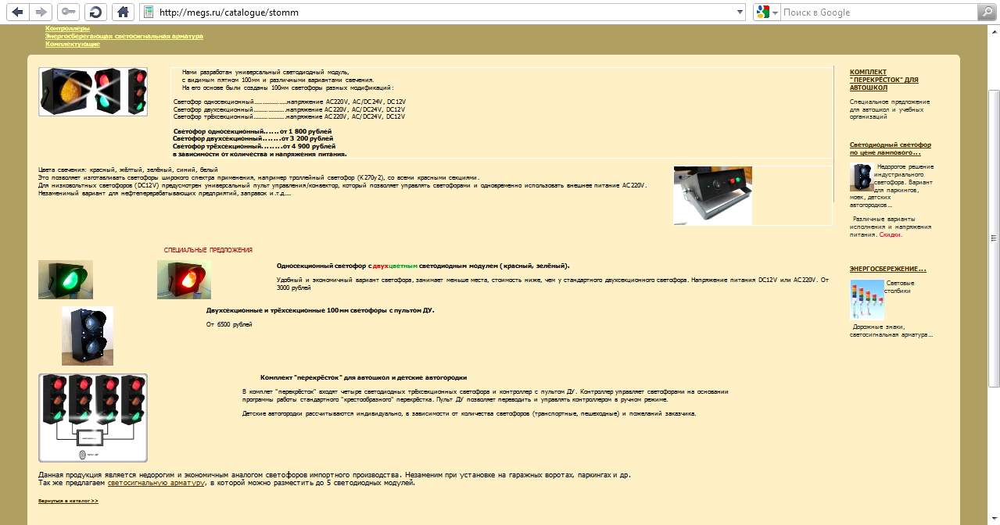 http://megs.ru/catalogue/stomm
Поиск в Google
Контроллеры
Энергосберегающая светосигнальная арматура
Комплектующие
Нами разработан универсальный светодиодный модуль,
с видимым пятном 100мм и различными вариантами свечения.
На его основе были созданы 100мм светофоры разных модификаций:
Светофор односекционный...................напряжение AC220V, AC/DC24V, DC12V
Светофор двухсекционный...................напряжение AC220V, AC/DC24V, DC12V
Светофор трёхсекционный...................напряжение AC220V, AC/DC24V, DC12V
Светофор односекционный......от 1 800 рублей
Светофор двухсекционный.......от 3 200 рублей
Светофор трёхсекционный........от 4 900 рублей
в зависимости от количества и напряжения питания.
Цвета свечения: красный, жёлтый, зелёный, синий, белый
Это позволяет изготавливать светофоры широкого спектра применения, например троллейный светофор (К270у2), со всеми красными секциями.
Для низковольтных светофоров (DC12V) предусмотрен универсальный пульт управления/конвектор, который позволяет управлять светофорами и одновременно использовать внешнее питание AC220V.
Незаменимый вариант для нефтеперерабатывающих предприятий, заправок и.т.д....
СПЕЦИАЛЬНЫЕ ПРЕДЛОЖЕНИЯ
Односекционный светофор с двухцветным светодиодным модулем (красный, зелёный).
Удобный и экономичный вариант светофора, занимает меньше места, стоимость ниже, чем у стандартного двухсекционного светофора. Напряжение питания DC12V или AC220V. От
3000 рублей
Двухсекционные и трёхсекционные 100мм светофоры с пультом ДУ.
От 6500 рублей
Комплект "перекрёсток" для автошкол и детские автогородки
В комплет "перекрёсток" входят четыре светодиодных трёхсекционных светофора и контроллер с пультом ДУ. Контроллер управляет светофорами на основании
программы работы стандартного "крестообразного" перекрёстка. Пульт ДУ позволяет переводить и управлять контроллером в ручном режиме.
Детские автогородки рассчитываются индивидуально, в зависимости от количества светофоров (транспортные, пешеходные) и пожеланий заказчика.
Данная продукция является недорогим и экономичным аналогом светофоров импортного производства. Незаменим при установке на гаражных воротах, паркингах и др.
Так же предлагаем светосигнальную арматуру, в которой можно разместить до 5 светодиодных модулей.
Вернуться в каталог >>
КОМПЛЕКТ
"ПЕРЕКРЁСТОК" ДЛЯ
АВТОШКОЛ
Специальное предложение
для автошкол и учебных
организаций
Светодиодный светофор
по цене лампового...
Недорогое решение
индустриального
светофора. Вариант
для паркингов,
моек, детских
автогородков...
Различные варианты
исполнения и напряжения
питания. Скидки.
ЭНЕРГОСБЕРЕЖЕНИЕ...
Световые
столбики
Дорожные знаки,
светосигнальная арматура...